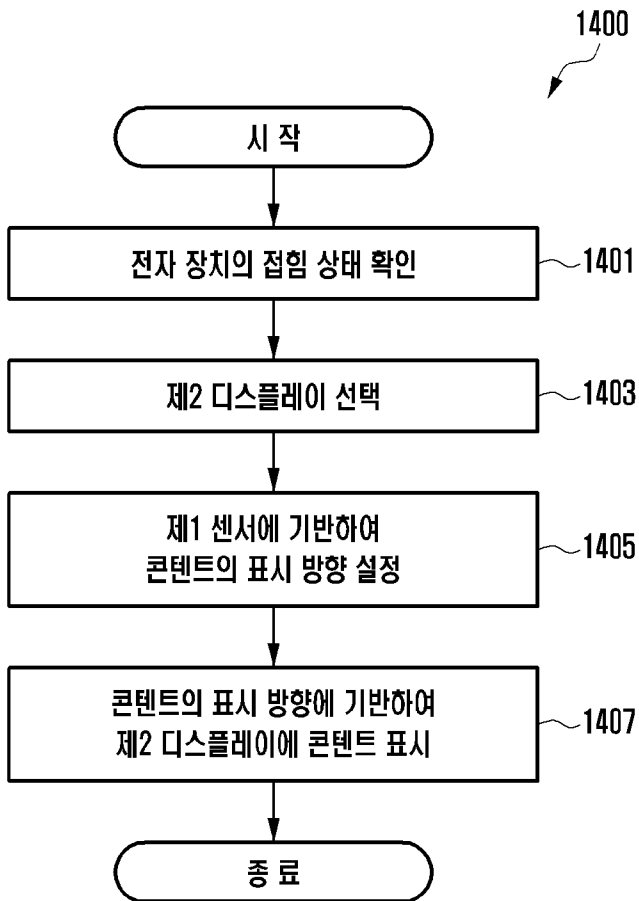 1400
시 작
전자 장치의 접힘 상태 확인
1401
제2 디스플레이 선택
1403
제1 센서에 기반하여
콘텐트의 표시 방향 설정
1405
콘텐트의 표시 방향에 기반하여
제2 디스플레이에 콘텐트 표시
1407
종 료